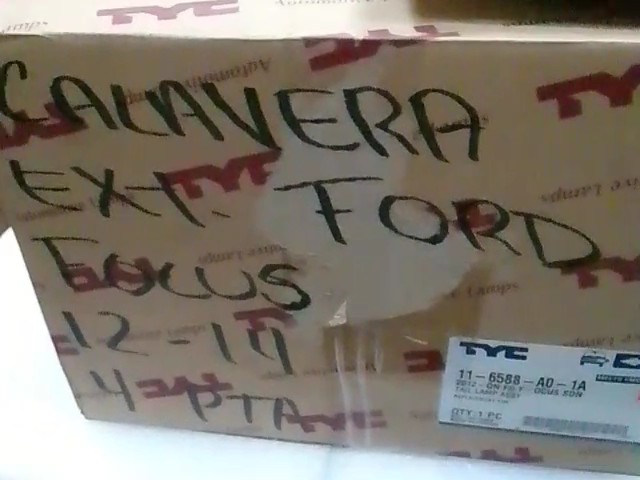 CALAVERA
EXT. FORD
FOCUS
12-14
4 PTA
TYC
11-6588-A0-1A
TAIL LAMP ASSY
QTY:1 PC